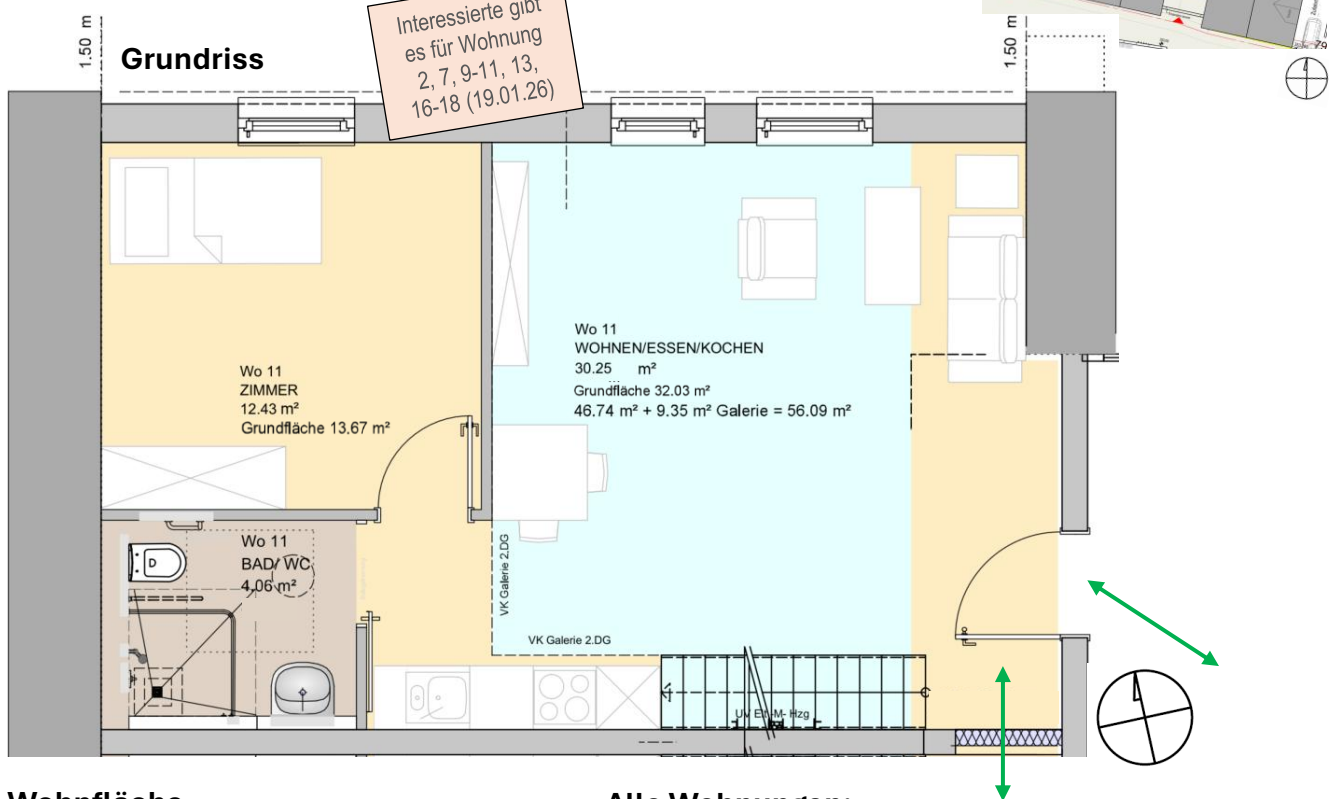 1.50 m
Grundriss
Interessierte gibt
es für Wohnung
2, 7, 9-11, 13,
16-18 (19.01.26)
1.50 m
Wo 11
ZIMMER
12.43 m²
Grundfläche 13.67 m²
Wo 11
WOHNEN/ESSEN/KOCHEN
30.25 m²
Grundfläche 32.03 m²
46.74 m² + 9.35 m² Galerie = 56.09 m²
Wo 11
BAD/ WC
4.06 m²
VK Galerie 2.DG
VK Galerie 2.DG
Wohnfläche
Alle Wohnungen: